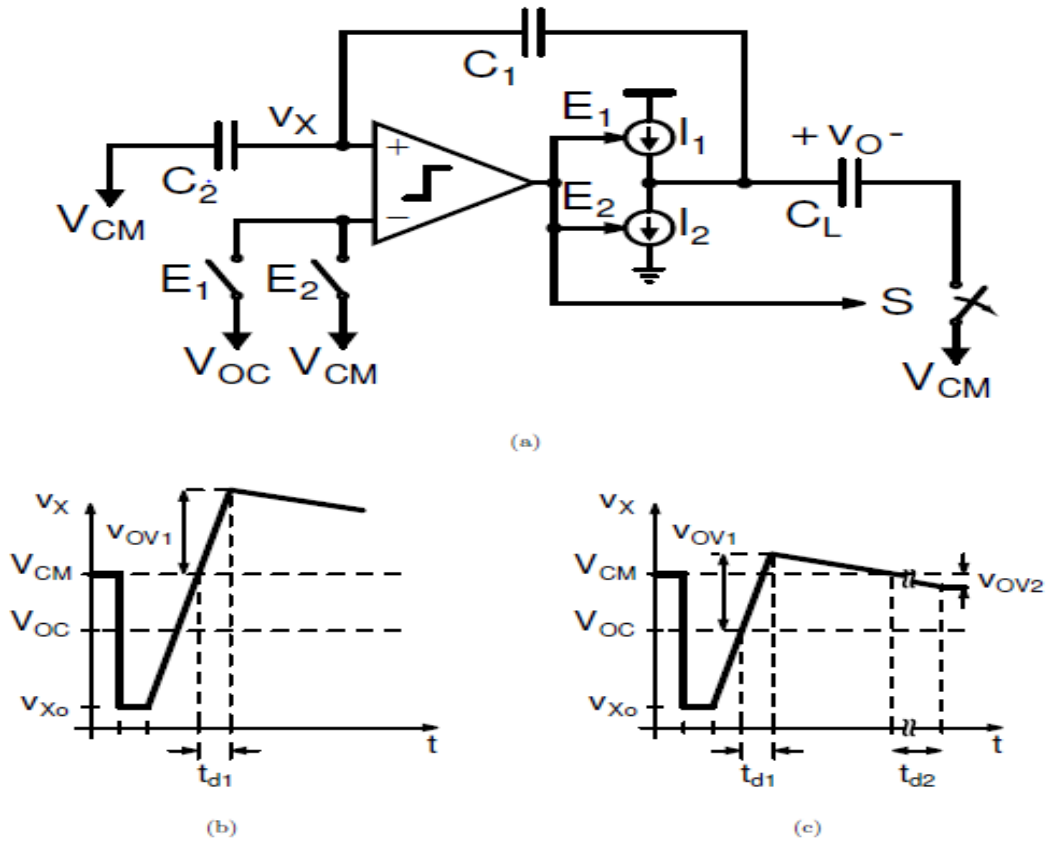 C1
vX
E1
I1
+ vO -
C2
VCM
E2
I2
CL
E1
E2
VOC
VCM
S
VCM
(a)
vX
vOV1
VCM
VOC
vXo
t
td1
(b)
vX
vOV1
VCM
vOV2
VOC
vXo
t
td1
td2
(c)